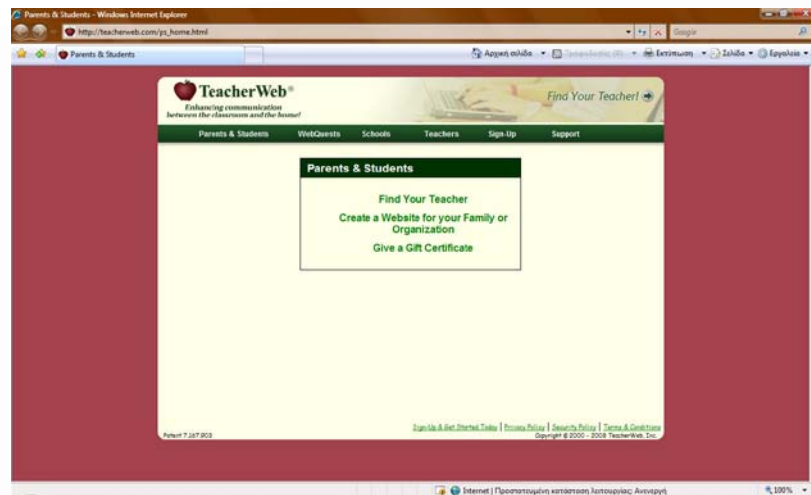 Parents & Students - Windows Internet Explorer
http://teacherweb.com/ys_home.html
Google
Parents & Students
Αρχική σελίδα
Τροφοδοσίες (0)
Εκτύπωση
Σελίδα
Εργαλεία
TeacherWeb®
Enhancing communication
between the classroom and the home!
Find Your Teacher!
Parents & Students WebQuests Schools Teachers Sign-Up Support
Parents & Students
Find Your Teacher
Create a Website for your Family or
Organization
Give a Gift Certificate
Sign-Up & Get Started Today | Privacy Policy | Security Policy | Terms & Conditions
Patent 7,167,903
Copyright © 2000 - 2008 TeacherWeb, Inc.
Internet | Προστατευμένη κατάσταση λειτουργίας: Ανενεργή
100%